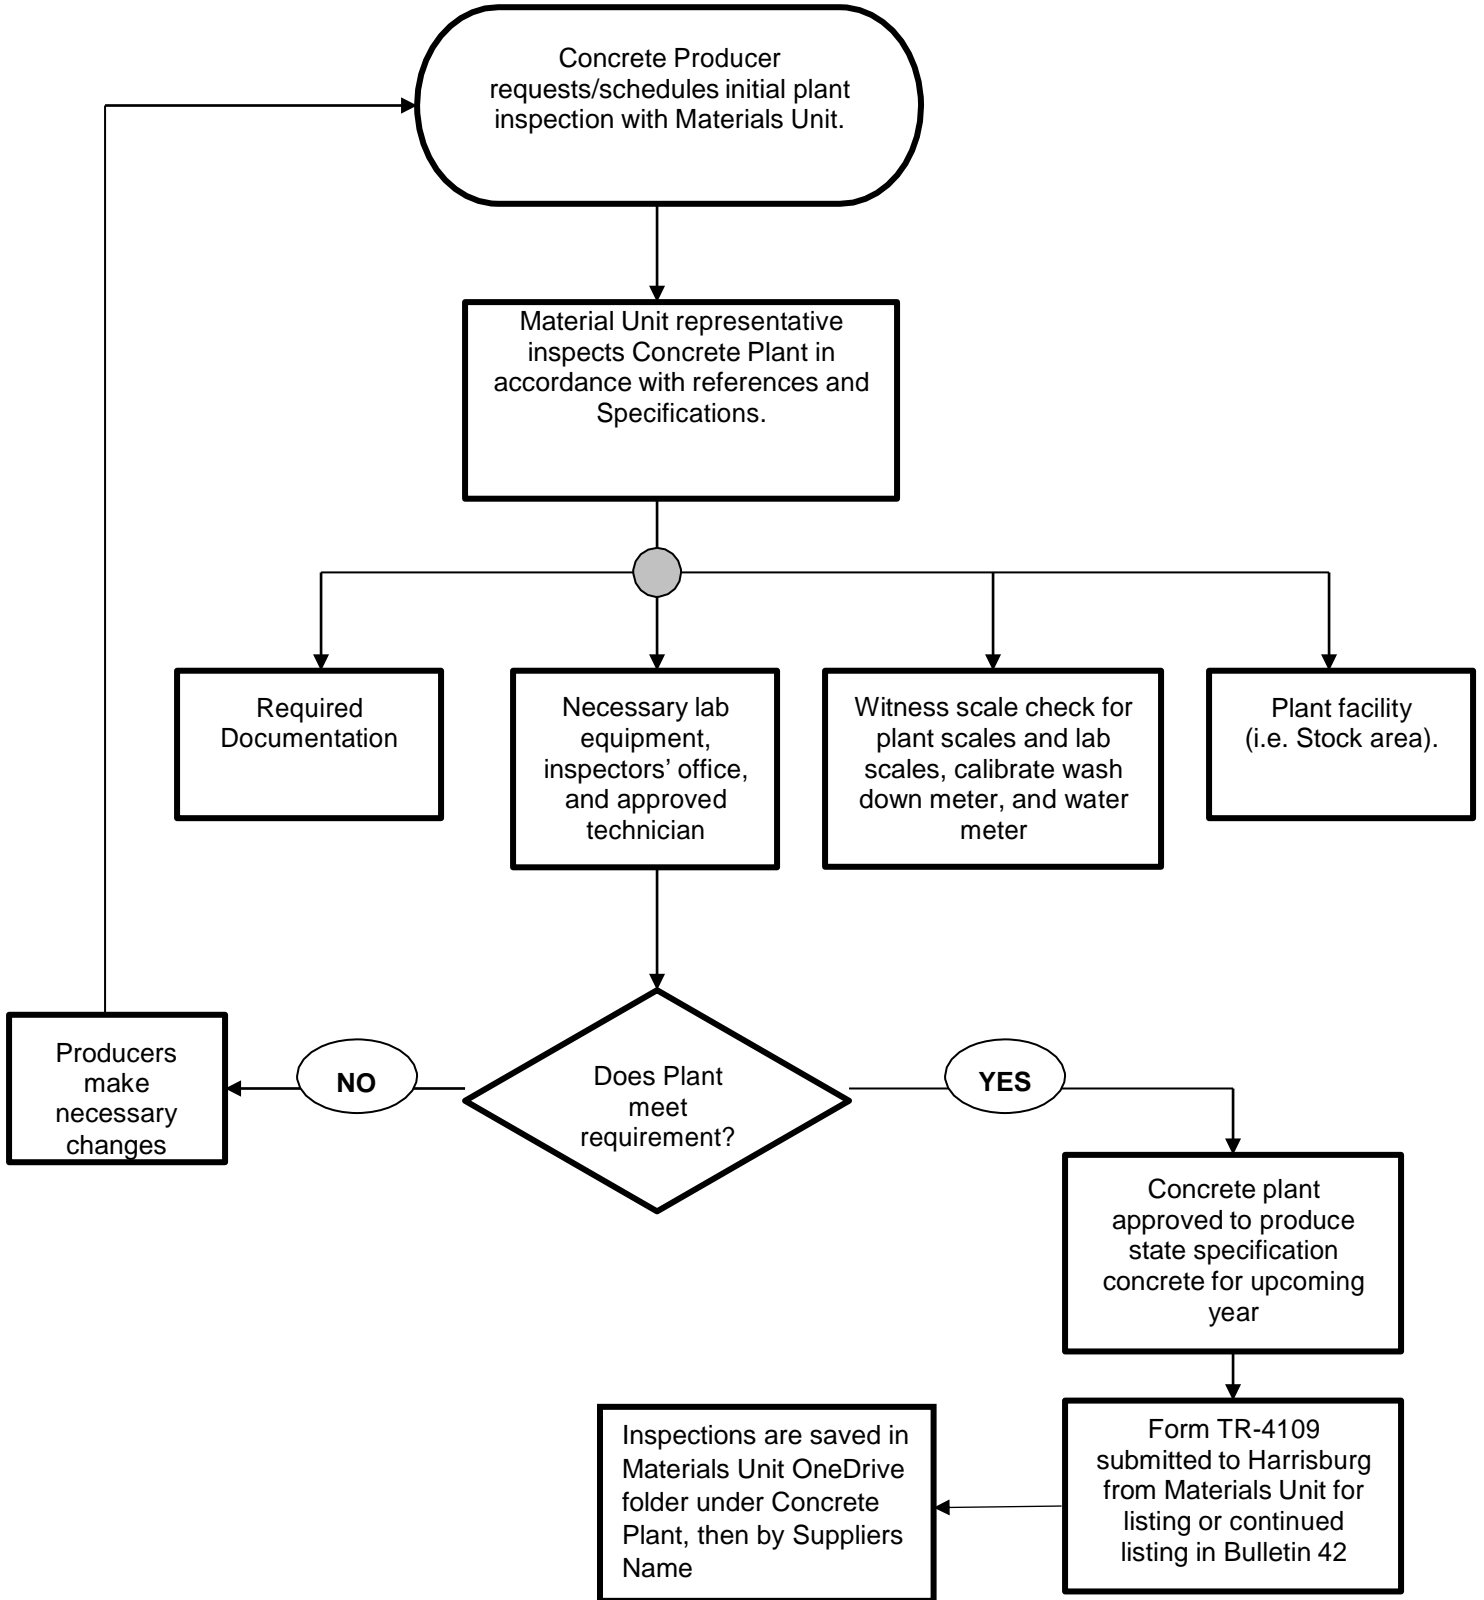 Concrete Producer
requests/schedules initial plant
inspection with Materials Unit.
Material Unit representative
inspects Concrete Plant in
accordance with references and
Specifications.
Required
Documentation
Necessary lab
equipment,
inspectors’ office,
and approved
technician
Witness scale check for
plant scales and lab
scales, calibrate wash
down meter, and water
meter
Plant facility
(i.e. Stock area).
Producers
make
necessary
changes
NO
Does Plant
meet
requirement?
YES
Concrete plant
approved to produce
state specification
concrete for upcoming
year
Form TR-4109
submitted to Harrisburg
from Materials Unit for
listing or continued
listing in Bulletin 42
Inspections are saved in
Materials Unit OneDrive
folder under Concrete
Plant, then by Suppliers
Name